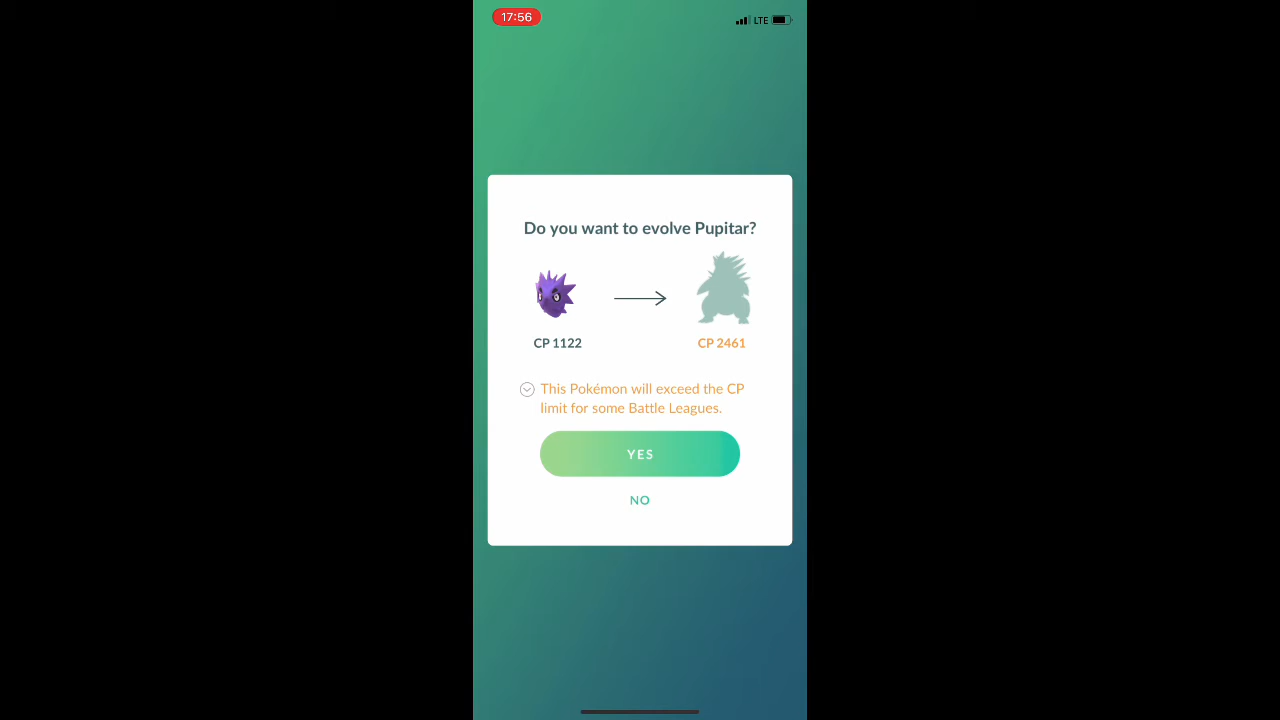 17:56
LTE
Do you want to evolve Pupitar?
CP 1122
CP 2461
This Pokémon will exceed the CP
limit for some Battle Leagues.
YES
NO